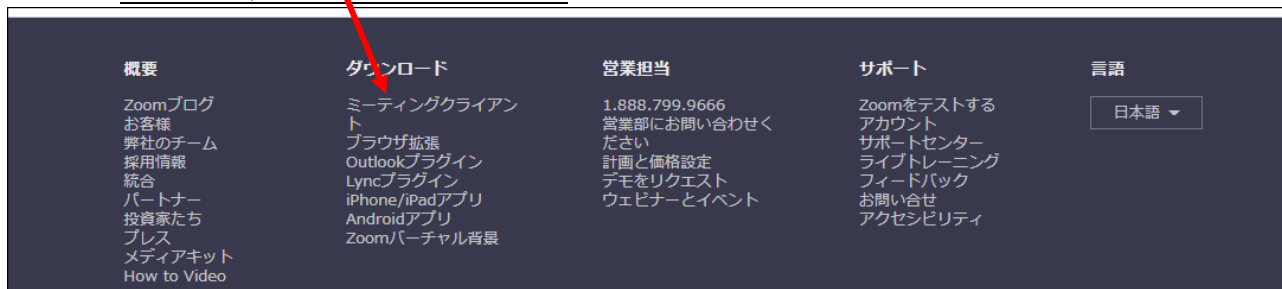 概要
Zoomブログ
お客様
弊社のチーム
採用情報
統合
パートナー
投資家たち
プレス
メディアキット
How to Video
ダウンロード
ミーティングクライアン
ト
ブラウザ拡張
Outlookプラグイン
Lyncプラグイン
iPhone/iPadアプリ
Androidアプリ
Zoomバーチャル背景
営業担当
1.888.799.9666
営業部にお問い合わせく
ださい
計画と価格設定
デモをリクエスト
ウェビナーとイベント
サポート
Zoomをテストする
アカウント
サポートセンター
ライブトレーニング
フィードバック
お問い合せ
アクセシビリティ
言語
日本語